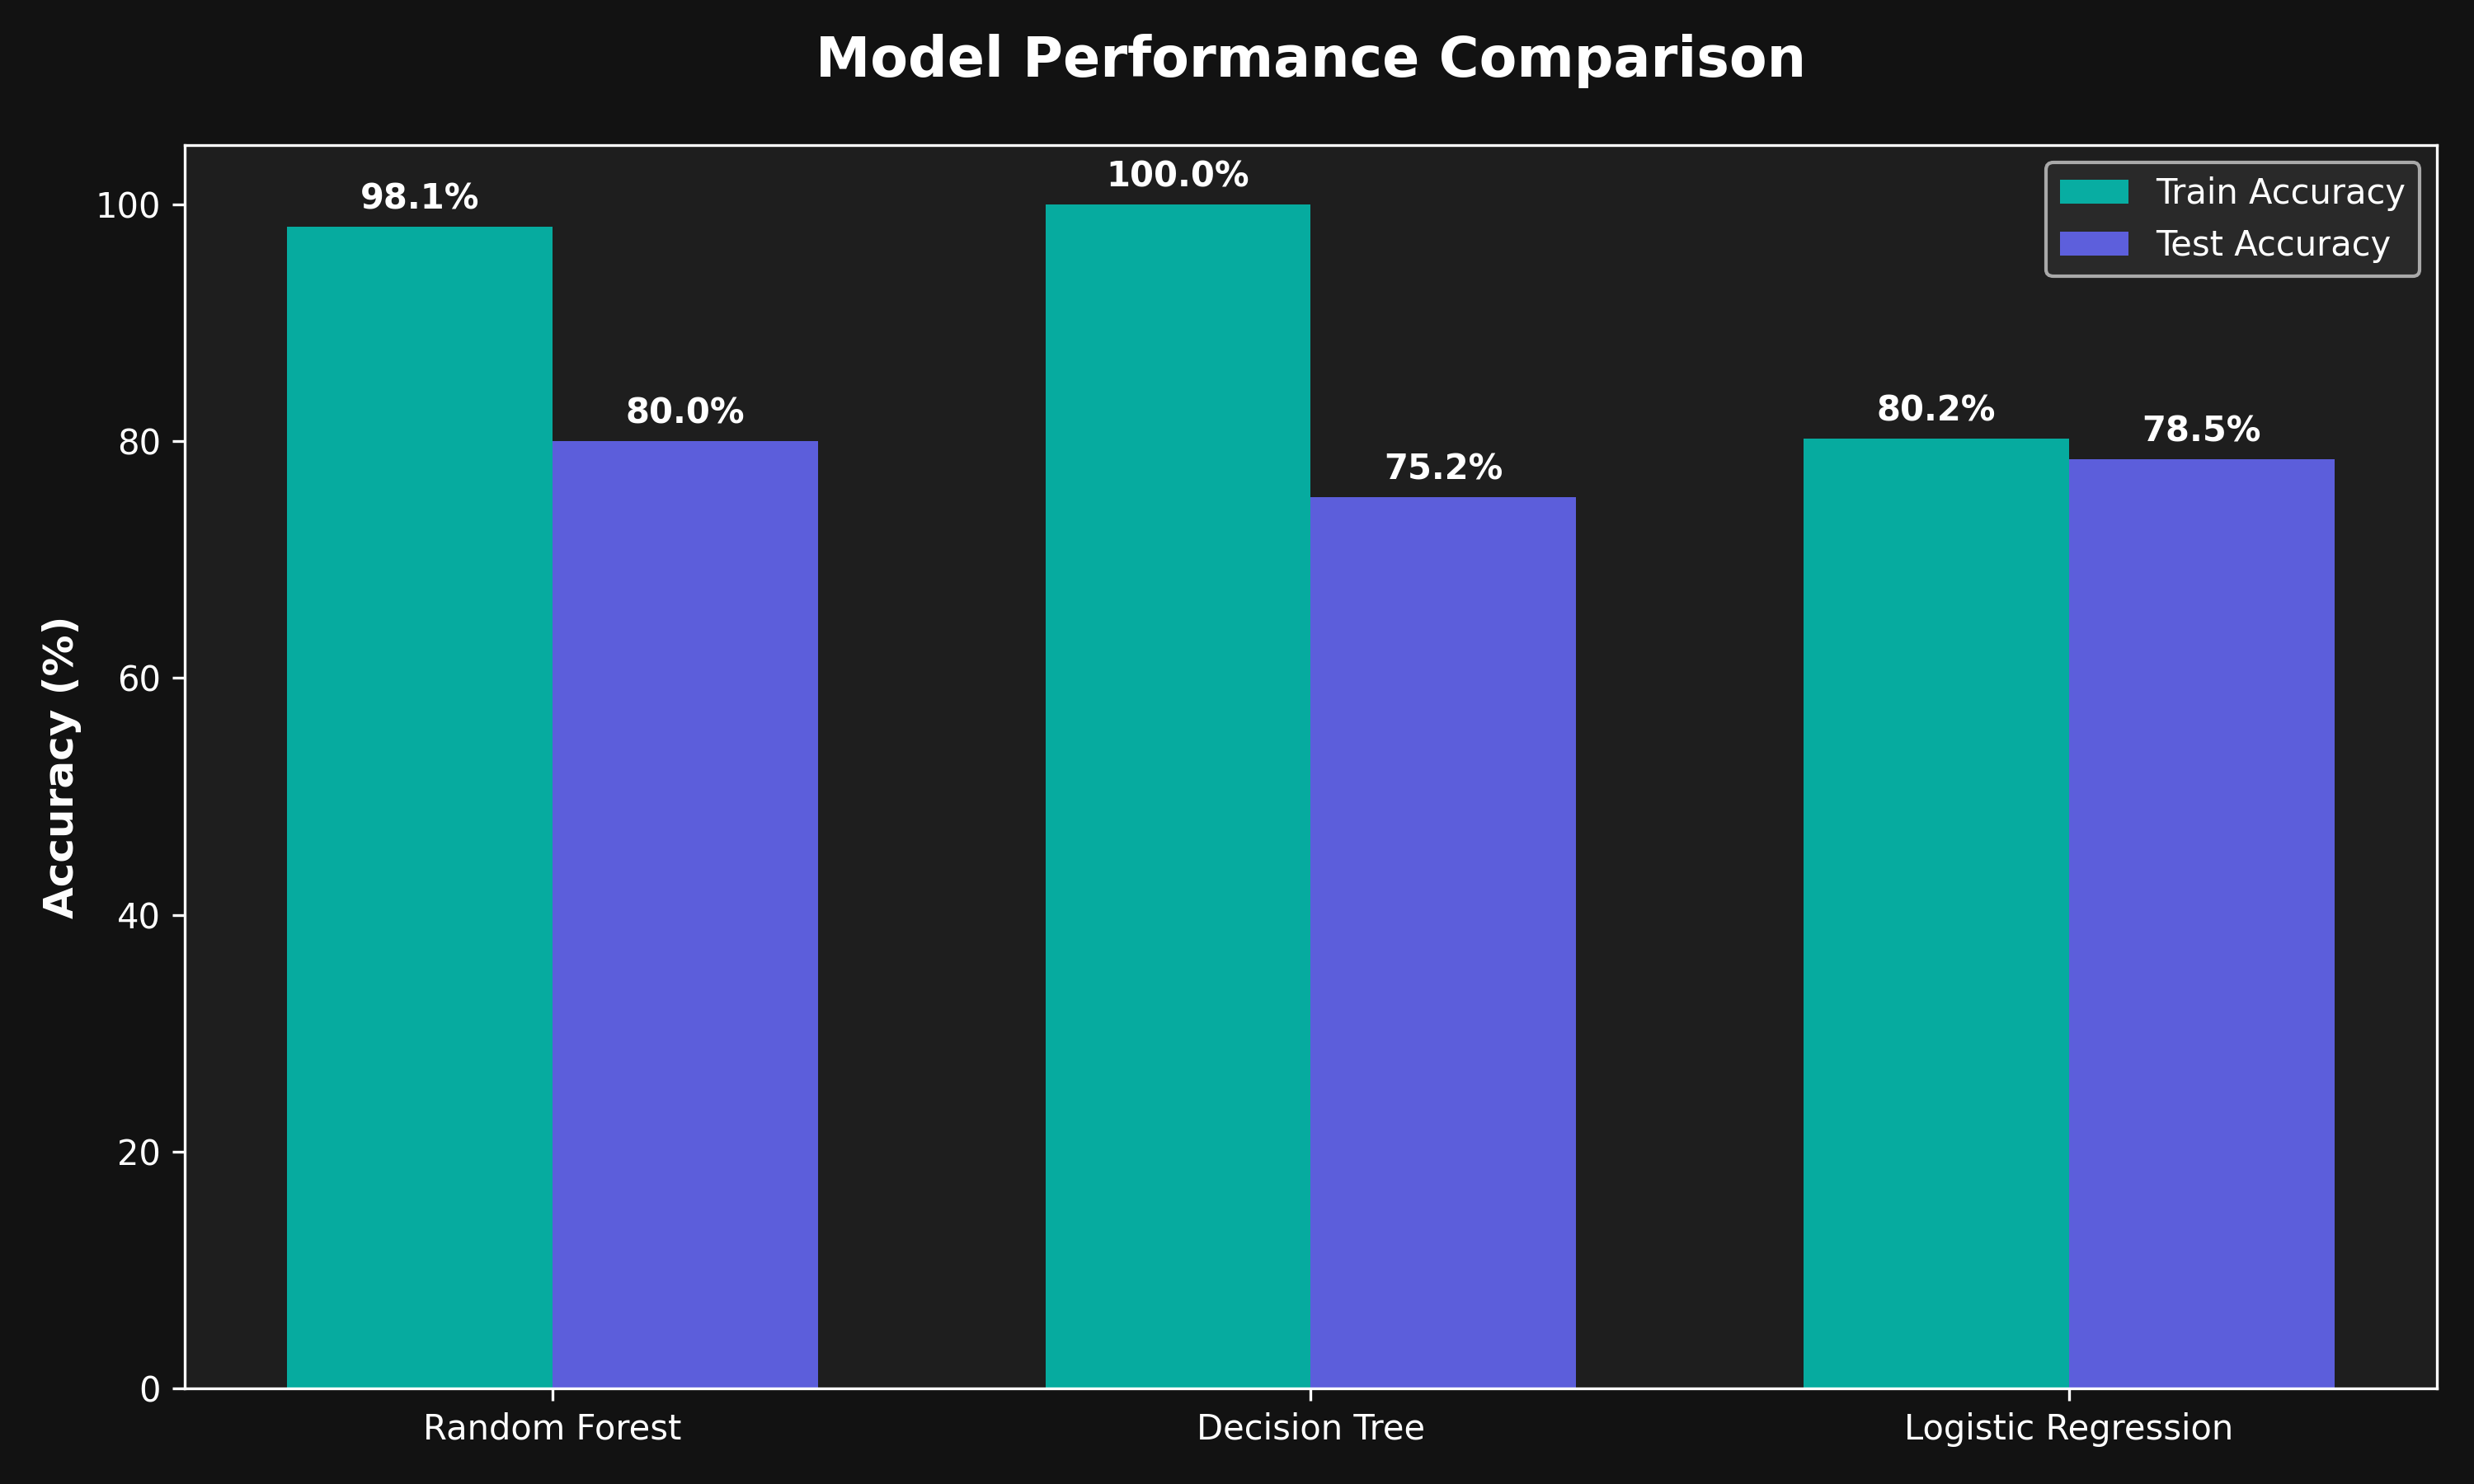 Model Performance Comparison
Train Accuracy
Test Accuracy
98.1%
80.0%
100.0%
75.2%
80.2%
78.5%
Accuracy (%)
100
80
60
40
20
0
Random Forest
Decision Tree
Logistic Regression